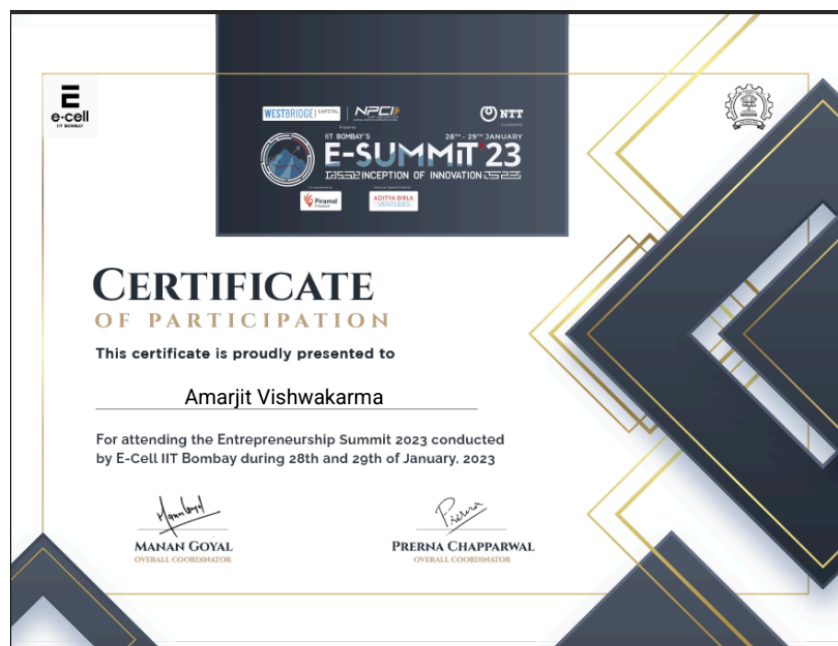 E
e-cell
IIT BOMBAY
WESTBRIDGE | CAPITAL | NPCI
NTT
IIT BOMBAY'S 28TH - 29TH JANUARY
E-SUMMIT'23
INCEPTION OF INNOVATION
Piramal
ADITYA BIRLA
VENTURES
CERTIFICATE
OF PARTICIPATION
This certificate is proudly presented to
Amarjit Vishwakarma
For attending the Entrepreneurship Summit 2023 conducted
by E-Cell IIT Bombay during 28th and 29th of January, 2023
Prerna
MANAN GOYAL PRERNA CHAPPARWAL
OVERALL COORDINATOR OVERALL COORDINATOR